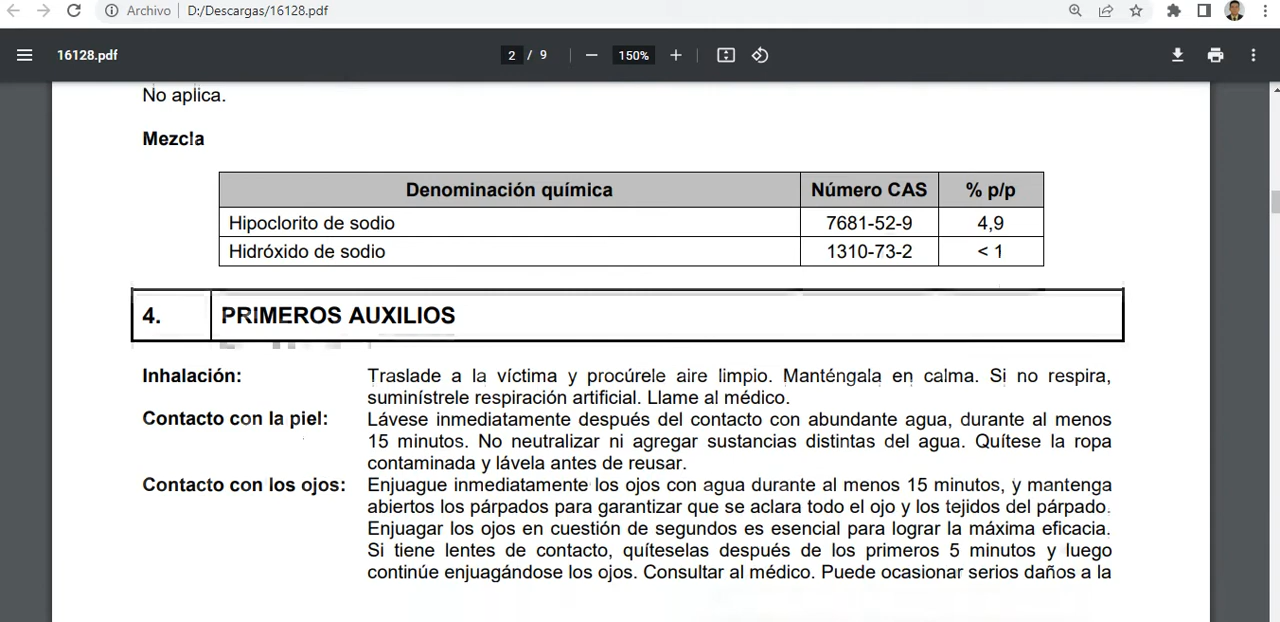 Archivo D:/Descargas/16128.pdf
16128.pdf 2 / 9 150%
No aplica.
Mezcla
Denominación química Número CAS % p/p
Hipoclorito de sodio 7681-52-9 4,9
Hidróxido de sodio 1310-73-2 < 1
4. PRIMEROS AUXILIOS
Inhalación: Traslade a la víctima y procúrele aire limpio. Manténgala en calma. Si no respira,
suminístrele respiración artificial. Llame al médico.
Contacto con la piel: Lávese inmediatamente después del contacto con abundante agua, durante al menos
15 minutos. No neutralizar ni agregar sustancias distintas del agua. Quítese la ropa
contaminada y lávela antes de reusar.
Contacto con los ojos: Enjuague inmediatamente los ojos con agua durante al menos 15 minutos, y mantenga
abiertos los párpados para garantizar que se aclara todo el ojo y los tejidos del párpado.
Enjuagar los ojos en cuestión de segundos es esencial para lograr la máxima eficacia.
Si tiene lentes de contacto, quíteselas después de los primeros 5 minutos y luego
continúe enjuagándose los ojos. Consultar al médico. Puede ocasionar serios daños a la